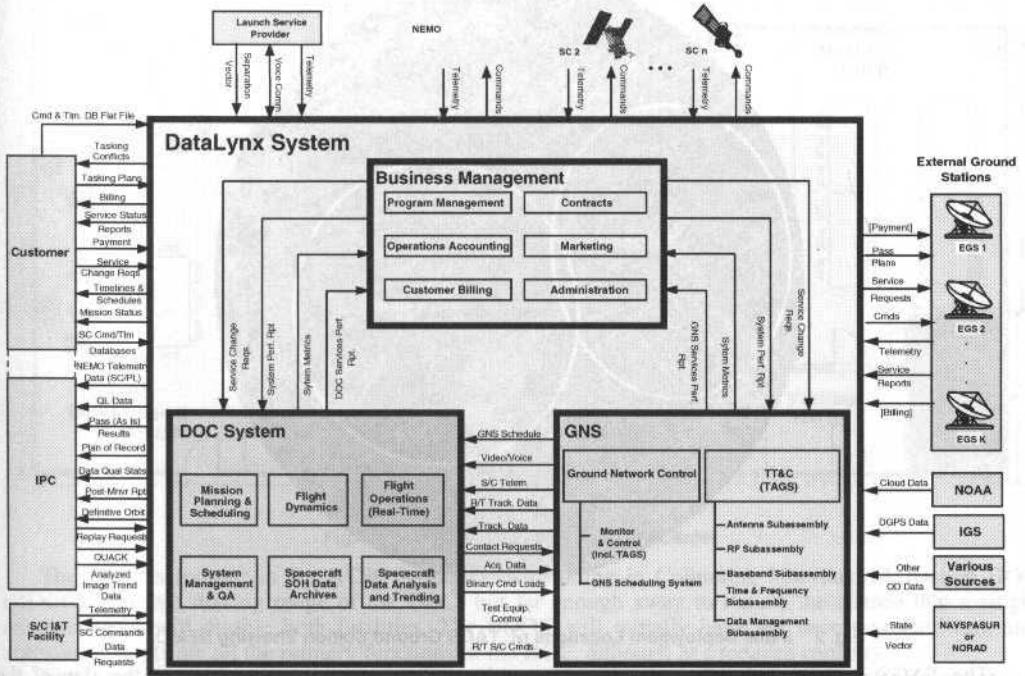 Launch Service
Provider
Separation
Vector
Voice Comm.
Telemetry
NEMO
Telemetry
Commands
SC 2
Telemetry
Commands
• • •
SC n
Telemetry
Commands
Cmd & Tlm. DB Flat File
Customer
Tasking
Conflicts
Tasking Plans
Billing
Service Status
Reports
Payment
Service
Change Reqs
Timelines &
Schedules
Mission Status
SC Cmd/Tlm
Databases
IPC
NEMO Telemetry
Data (SC/PL)
QL Data
Pass (As Is)
Results
Plan of Record
Data Qual Stats
Post-Mnvr Rpt
Definitive Orbit
Replay Requests
QUACK
Analyzed
Image Trend
Data
S/C I&T
Facility
Telemetry
SC Commands
Data
Requests
DataLynx System
Business Management
Program Management
Contracts
Operations Accounting
Marketing
Customer Billing
Administration
Service Change
Reqs
System Perf. Rpt
Sytem Metrics
DOC Services Perf
Rpt.
GNS Services Perf.
Rpt
Sytom Metrics
System Perf. Rpt
Service Change
Reqs.
DOC System
Mission
Planning &
Scheduling
Flight
Dynamics
Flight
Operations
(Real-Time)
System
Management
& QA
Spacecraft
SOH Data
Archives
Spacecraft
Data Analysis
and Trending
GNS Schedule
Video/Voice
S/C Telem
R/T Track. Data
Track. Data
Contact Requests
Acq. Data
Binary Cmd Loads
Test Equip.
Control
R/T S/C Cmds
GNS
Ground Network Control
Monitor
& Control
(Incl. TAGS)
GNS Scheduling System
TT&C
(TAGS)
Antenna Subassembly
RF Subassembly
Baseband Subassembly
Time & Frequency
Subassembly
Data Management
Subassembly
External Ground
Stations
[Payment]
Pass
Plans
Service
Requests
Cmds
Telemetry
Service
Reports
[Billing]
EGS 1
EGS 2
EGS K
Cloud Data
NOAA
DGPS Data
IGS
Other
OD Data
Various
Sources
State
Vector
NAVSPASUR
or
NORAD